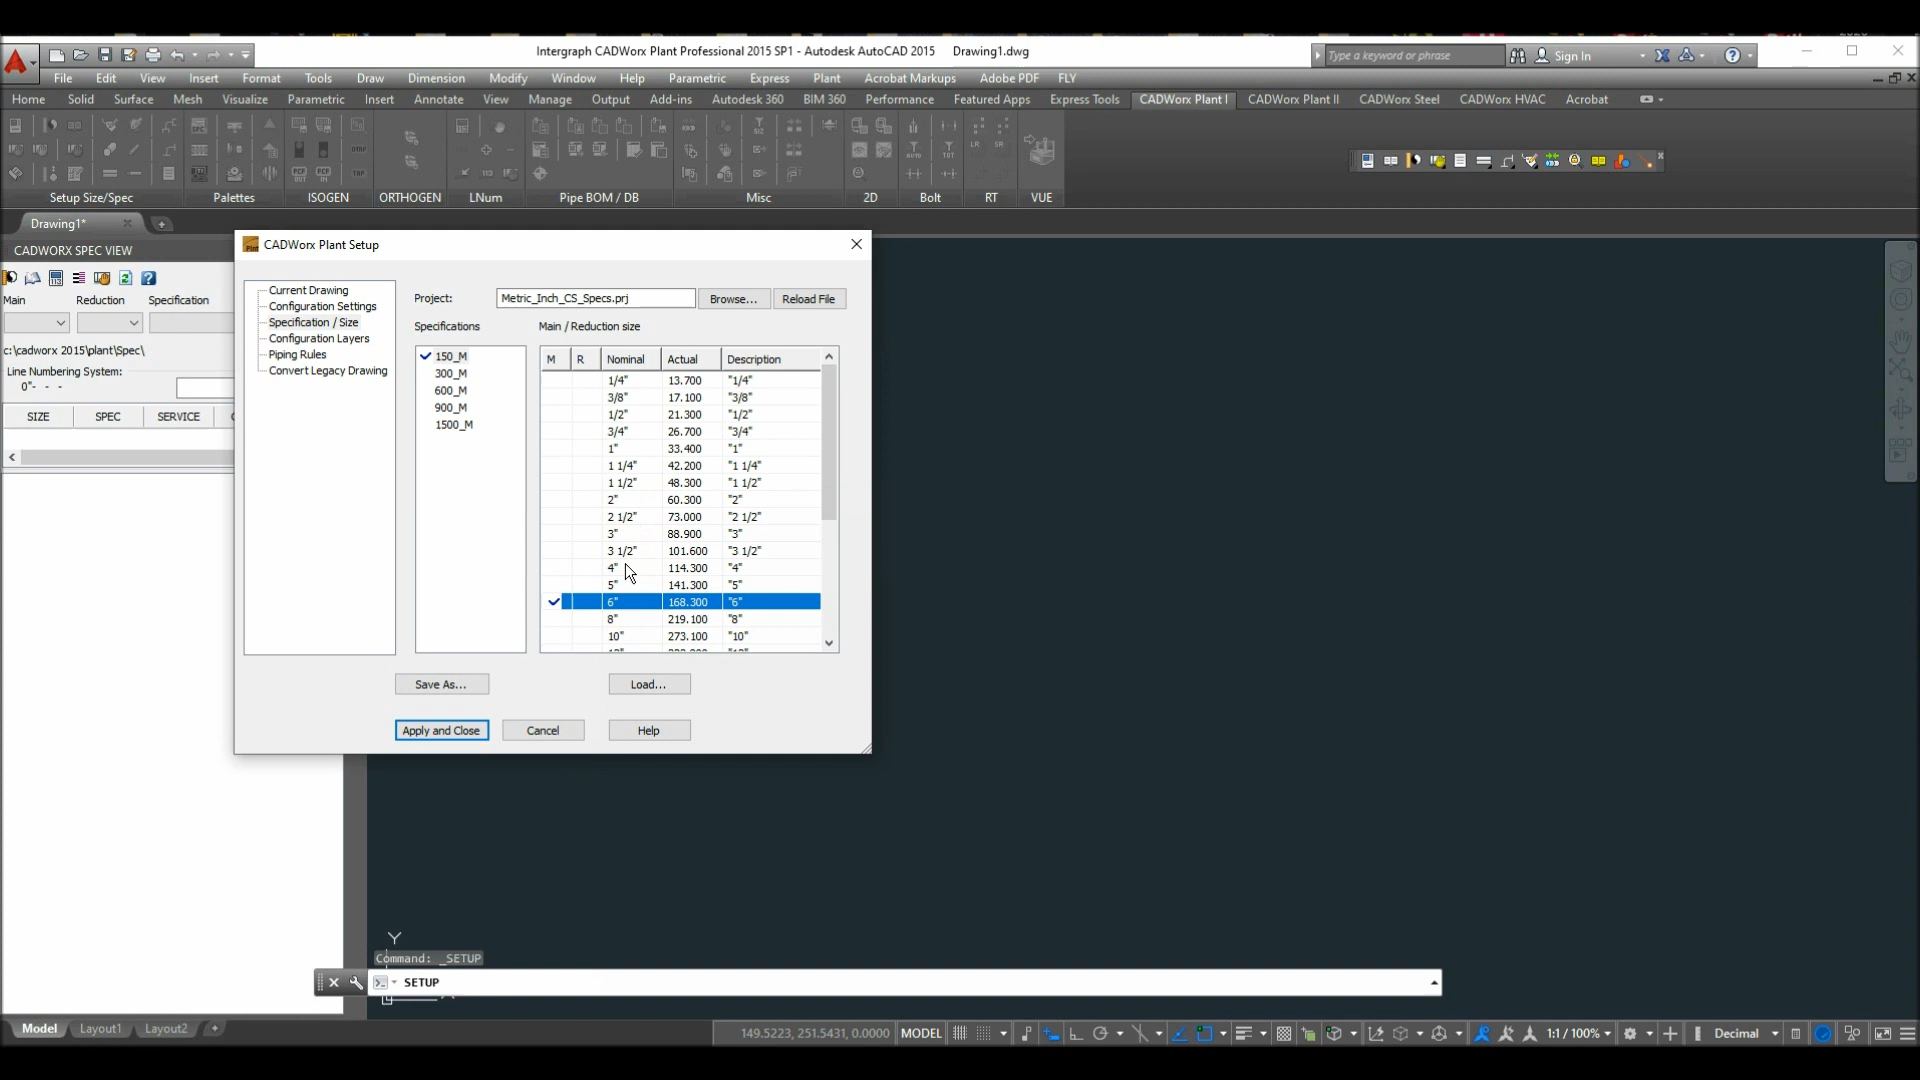 Intergraph CADWorx Plant Professional 2015 SP1 - Autodesk AutoCAD 2015 Drawing1.dwg
Type a keyword or phrase
Sign In
File Edit View Insert Format Tools Draw Dimension Modify Window Help Parametric Express Plant Acrobat Markups Adobe PDF FLY
Home Solid Surface Mesh Visualize Parametric Insert Annotate View Manage Output Add-ins Autodesk 360 BIM 360 Performance Featured Apps Express Tools CADWorx Plant I CADWorx Plant II CADWorx Steel CADWorx HVAC Acrobat
Setup Size/Spec Palettes ISOGEN ORTHOGEN LNum Pipe BOM / DB Misc 2D Bolt RT VUE
Drawing1*
CADWORX SPEC VIEW
Main Reduction Specification
c:\cadworx 2015\plant\Spec\
Line Numbering System:
0"- - -
SIZE SPEC SERVICE
CADWorx Plant Setup
Current Drawing
Configuration Settings
Specification / Size
Configuration Layers
Piping Rules
Convert Legacy Drawing
Project: Metric_Inch_CS_Specs.prj Browse... Reload File
Specifications Main / Reduction size
150_M
300_M
600_M
900_M
1500_M
M R Nominal Actual Description
1/4" 13.700 "1/4"
3/8" 17.100 "3/8"
1/2" 21.300 "1/2"
3/4" 26.700 "3/4"
1" 33.400 "1"
1 1/4" 42.200 "1 1/4"
1 1/2" 48.300 "1 1/2"
2" 60.300 "2"
2 1/2" 73.000 "2 1/2"
3" 88.900 "3"
3 1/2" 101.600 "3 1/2"
4" 114.300 "4"
5" 141.300 "5"
6" 168.300 "6"
8" 219.100 "8"
10" 273.100 "10"
Save As... Load...
Apply and Close Cancel Help
Y
Command: _SETUP
SETUP
Model Layout1 Layout2
149.5223, 251.5431, 0.0000 MODEL 1:1 / 100% Decimal